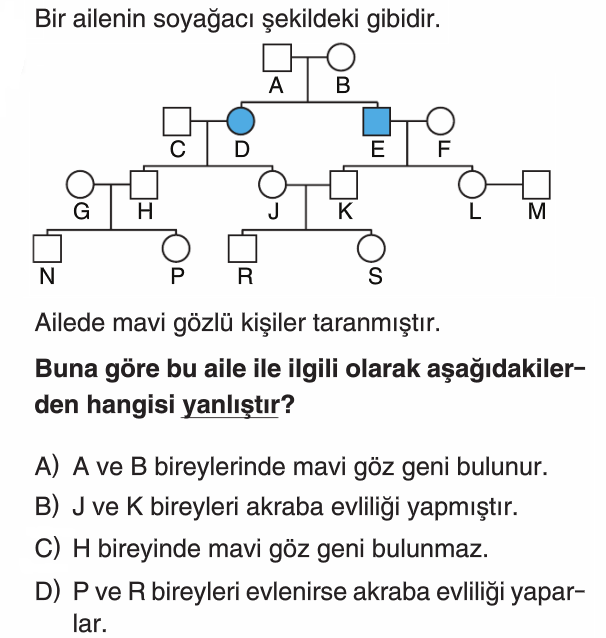 Bir ailenin soyağacı şekildeki gibidir.
A B
C D E F
G H J K L M
N P R S
Ailede mavi gözlü kişiler taranmıştır.
Buna göre bu aile ile ilgili olarak aşağıdakiler-
den hangisi yanlıştır?
A) A ve B bireylerinde mavi göz geni bulunur.
B) J ve K bireyleri akraba evliliği yapmıştır.
C) H bireyinde mavi göz geni bulunmaz.
D) P ve R bireyleri evlenirse akraba evliliği yapar-
lar.